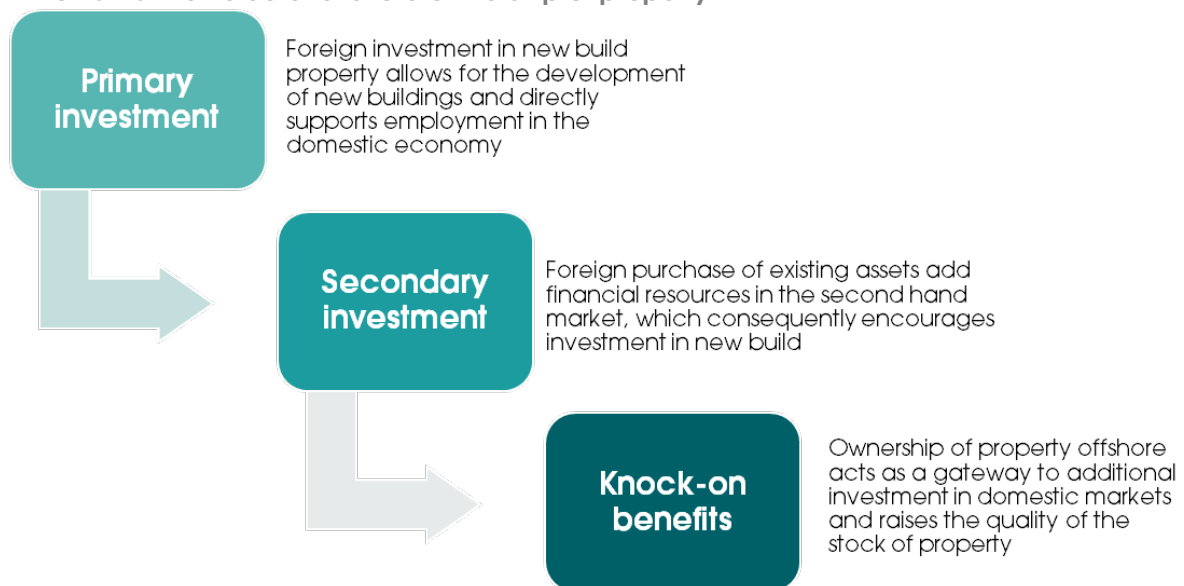 Primary
investment
Foreign investment in new build
property allows for the development
of new buildings and directly
supports employment in the
domestic economy
Secondary
investment
Foreign purchase of existing assets add
financial resources in the second hand
market, which consequently encourages
investment in new build
Knock-on
benefits
Ownership of property offshore
acts as a gateway to additional
investment in domestic markets
and raises the quality of the
stock of property